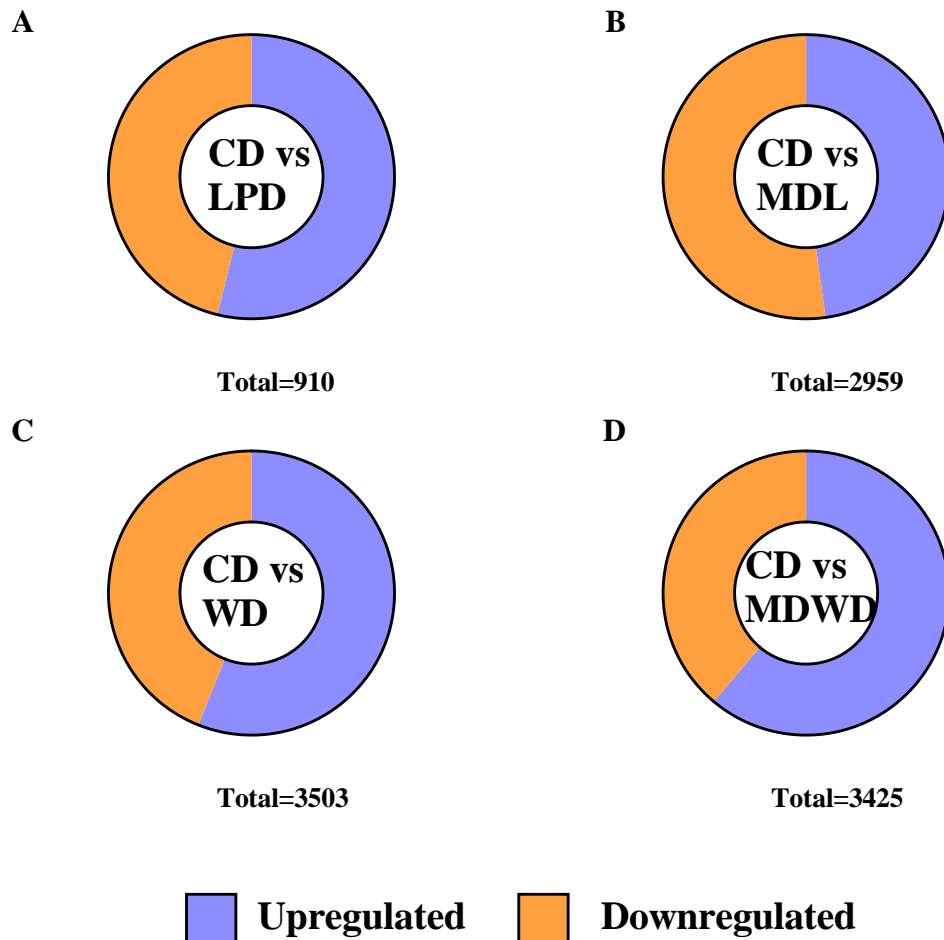 A
B
CD vs
LPD
CD vs
MDL
Total=910
Total=2959
C
D
CD vs
WD
CD vs
MDWD
Total=3503
Total=3425
Upregulated
Downregulated